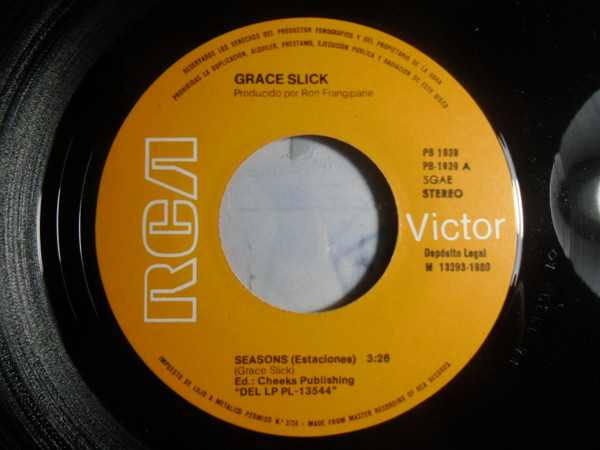 RESERVADOS LOS DERECHOS DEL PRODUCTOR FONOGRAFICO Y DEL PROPIETARIO DE LA OBRA
PROHIBIDAS LA DUPLICACION, ALQUILER, PRESTAMO, EJECUCION PUBLICA Y RADIACION DE ESTE DISCO
GRACE SLICK
Producido por Ron Frangipane
RCA
PB 1939
PB-1939 A
SGAE
STEREO
Victor
Depósito Legal
M 13293-1980
SEASONS (Estaciones) 3:26
(Grace Slick)
Ed.: Cheeks Publishing
"DEL LP PL-13544"
IMPUESTO DE LUJO A METALICO PERMISO N.º 3726 - MADE FROM MASTER RECORDING OF RCA RECORDS